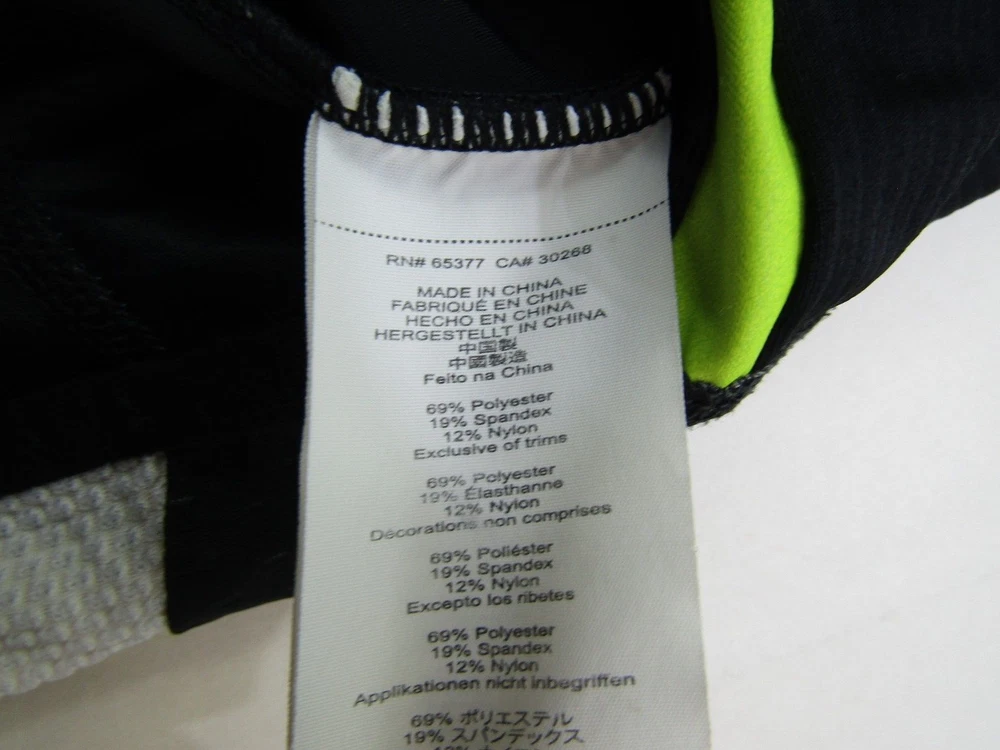 RN# 65377 CA# 30268
MADE IN CHINA
FABRIQUÉ EN CHINE
HECHO EN CHINA
HERGESTELLT IN CHINA
中国製
中國製造
Feito na China
69% Polyester
19% Spandex
12% Nylon
Exclusive of trims
69% Polyester
19% Élasthanne
12% Nylon
Décorations non comprises
69% Poliéster
19% Spandex
12% Nylon
Excepto los ribetes
69% Polyester
19% Spandex
12% Nylon
Applikationen nicht inbegriffen
69% ポリエステル
19% スパンデックス